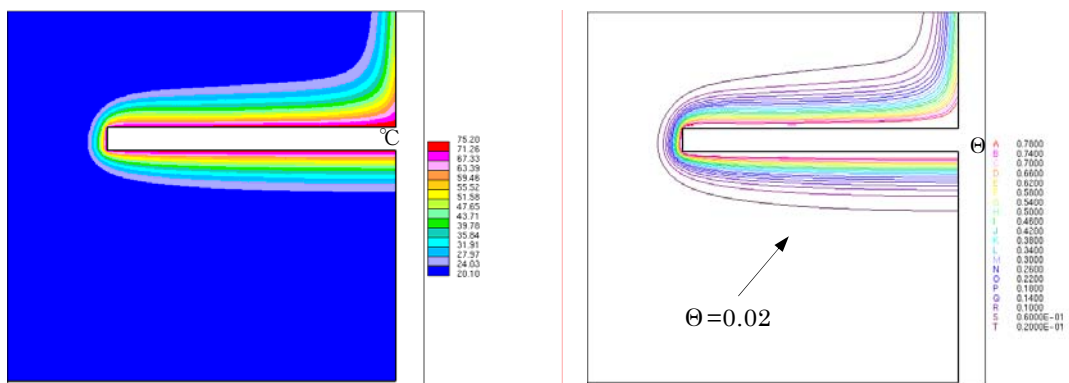 ℃
75.20
71.26
67.33
63.39
59.46
55.52
51.58
47.65
43.71
39.78
35.84
31.91
27.97
24.03
20.10
Θ
A 0.7800
B 0.7400
0.7000
D 0.6600
0.6200
0.5800
0.5400
0.5000
I 0.4600
J 0.4200
K 0.3800
L 0.3400
M 0.3000
N 0.2600
O 0.2200
P 0.1800
Q 0.1400
R 0.1000
S 0.6000E-01
T 0.2000E-01
Θ=0.02